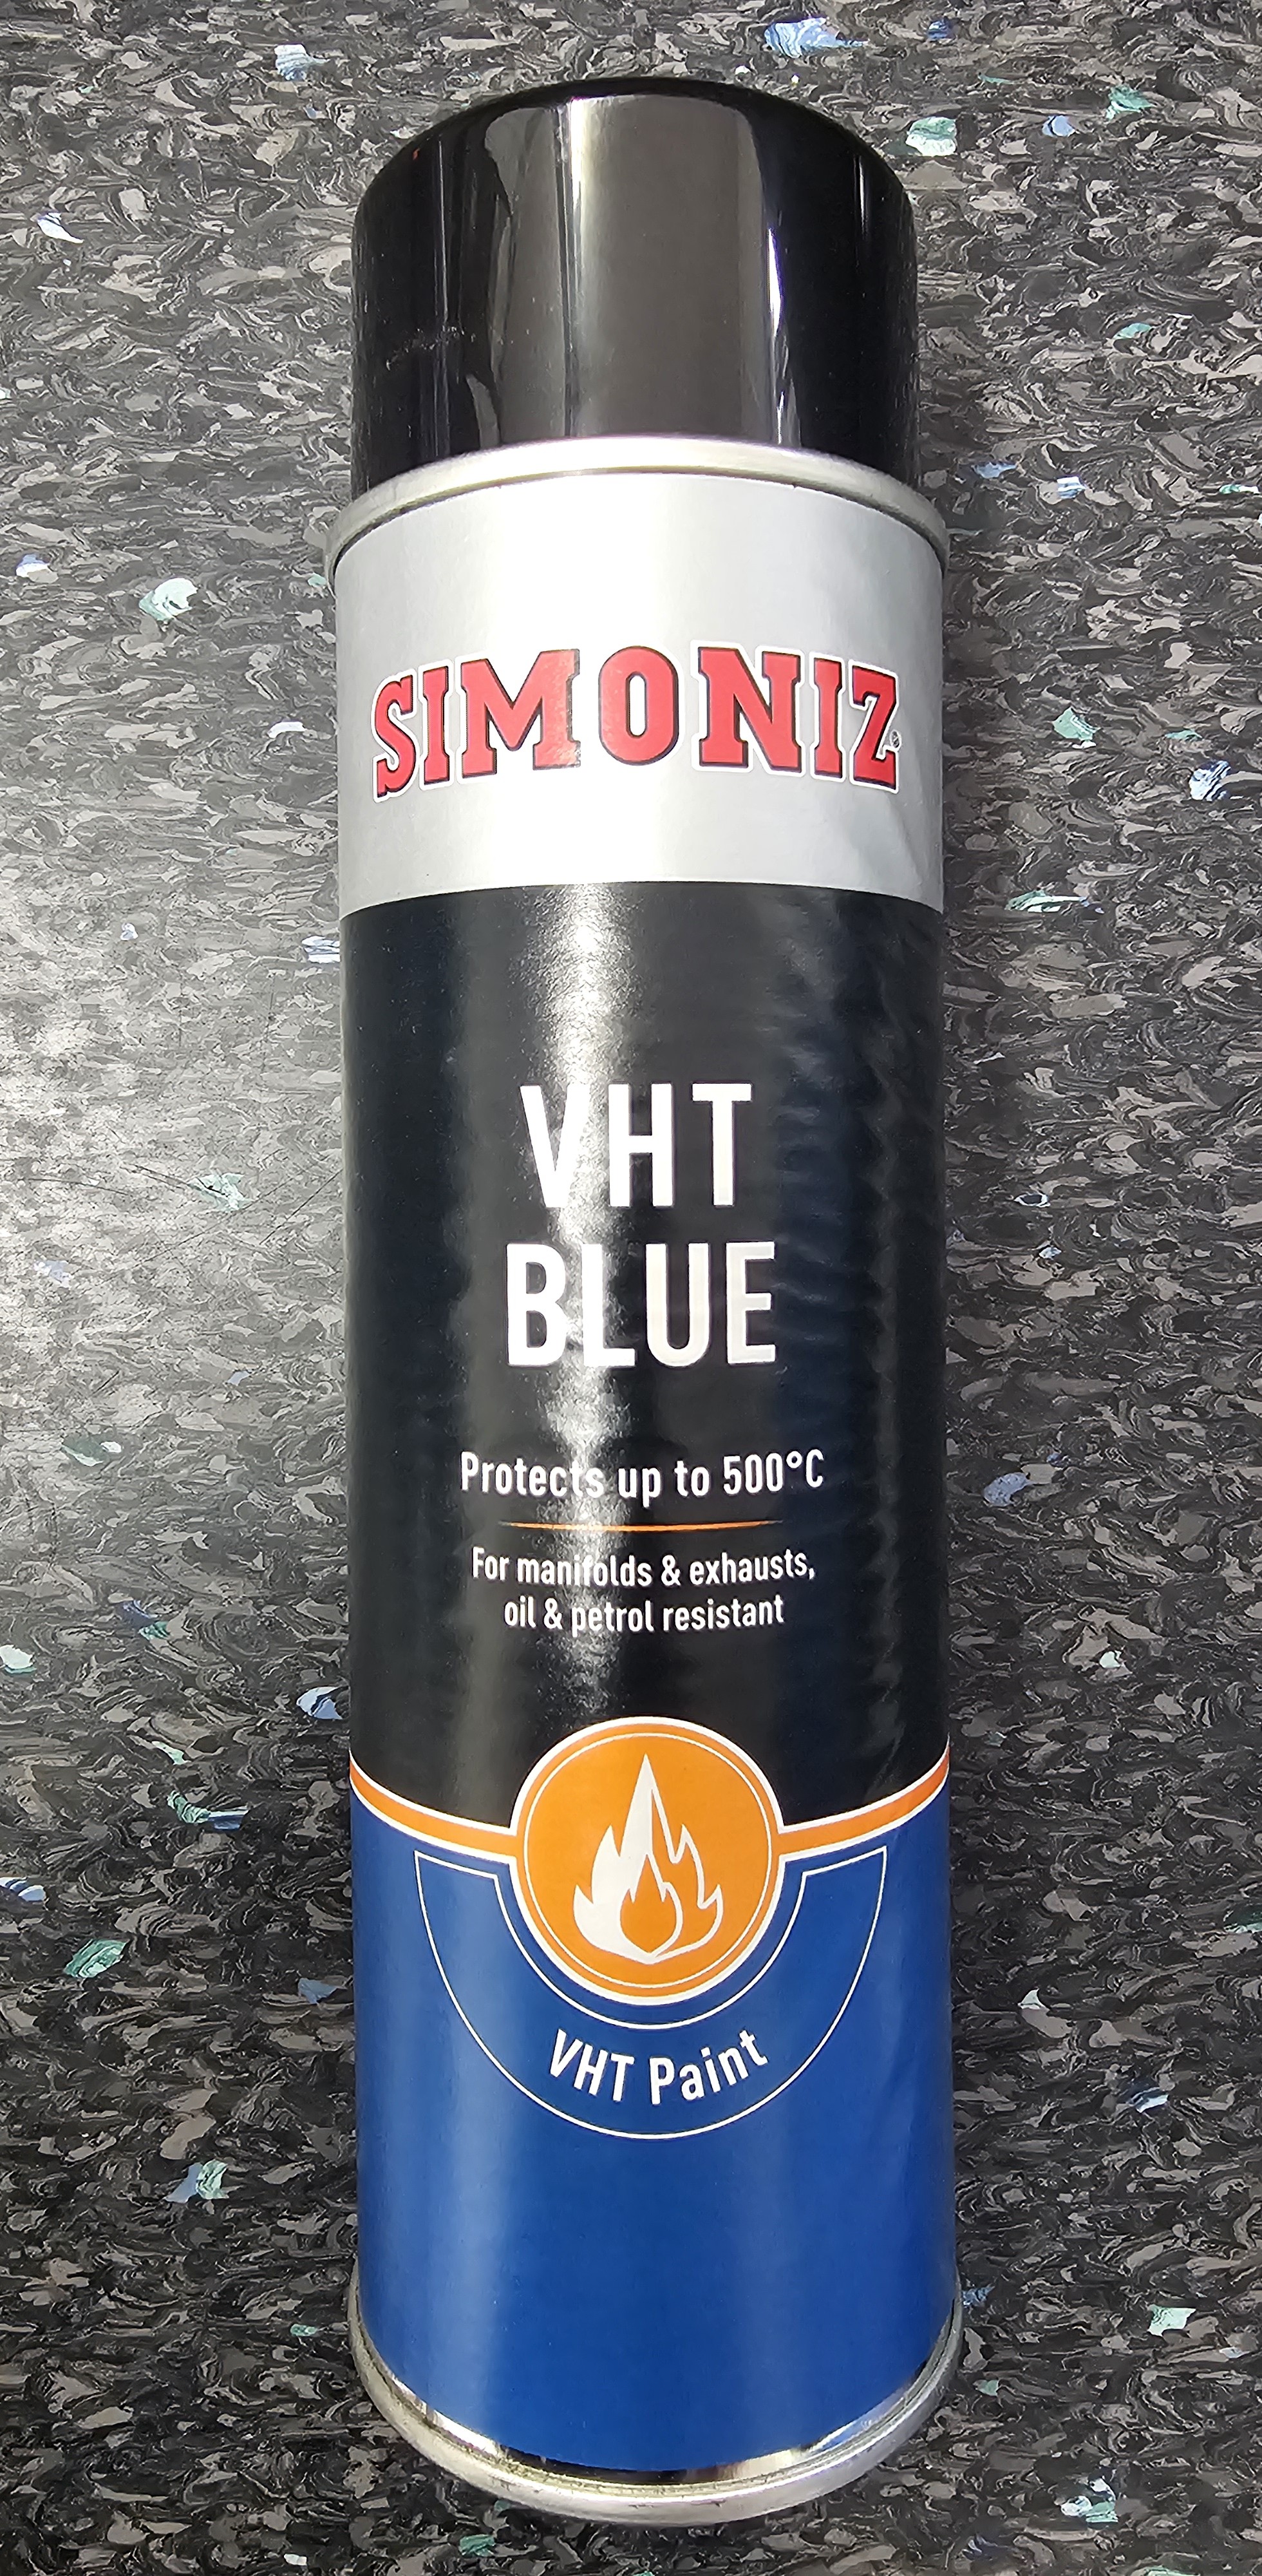 SIMONIZ®
VHT
BLUE
Protects up to 500°C
For manifolds & exhausts,
oil & petrol resistant
VHT Paint